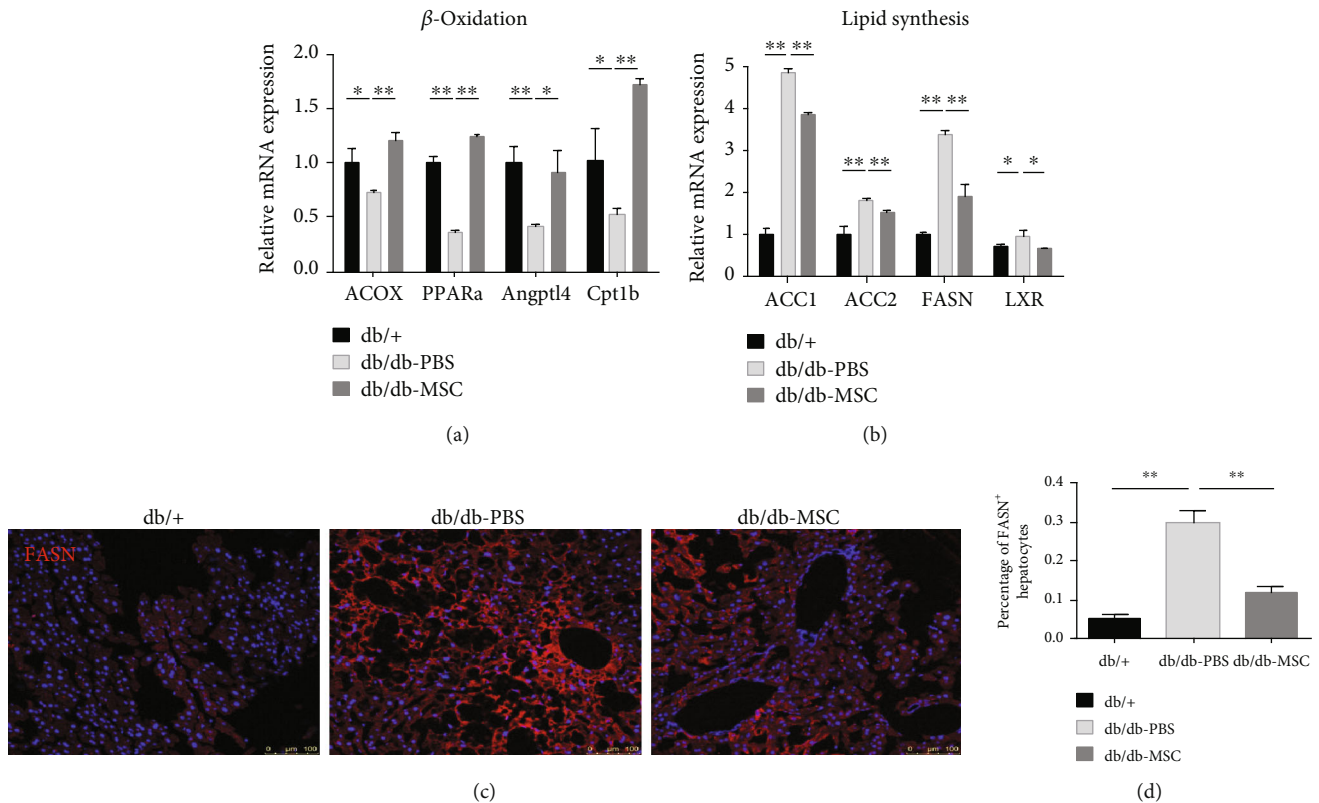 β-Oxidation
Relative mRNA expression
2.0
1.5
1.0
0.5
0.0
* ** ** ** ** * * **
ACOX PPARa Angptl4 Cpt1b
db/+
db/db-PBS
db/db-MSC
(a)
Lipid synthesis
Relative mRNA expression
5
4
3
2
1
0
** ** ** ** ** ** * *
ACC1 ACC2 FASN LXR
db/+
db/db-PBS
db/db-MSC
(b)
db/+ db/db-PBS db/db-MSC
FASN
0 μm 100
0 μm 100
0 μm 100
(c)
Percentage of FASN+
hepatocytes
0.4
0.3
0.2
0.1
0.0
** **
db/+ db/db-PBS db/db-MSC
db/+
db/db-PBS
db/db-MSC
(d)